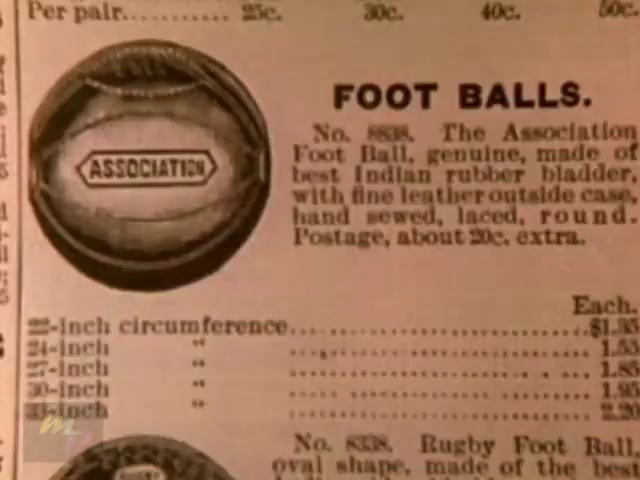 Per pair........... 25c. 30c. 40c. 50c.
ASSOCIATION
FOOT BALLS.
No. 8838. The Association
Foot Ball, genuine, made of
best Indian rubber bladder,
with fine leather outside case,
hand sewed, laced, round.
Postage, about 20c. extra.
Each.
22-inch circumference..............................$1.35
24-inch " .............................. 1.55
27-inch " .............................. 1.85
30-inch " .............................. 1.95
33-inch " .............................. 2.20
No. 8338. Rugby Foot Ball,
oval shape, made of the best